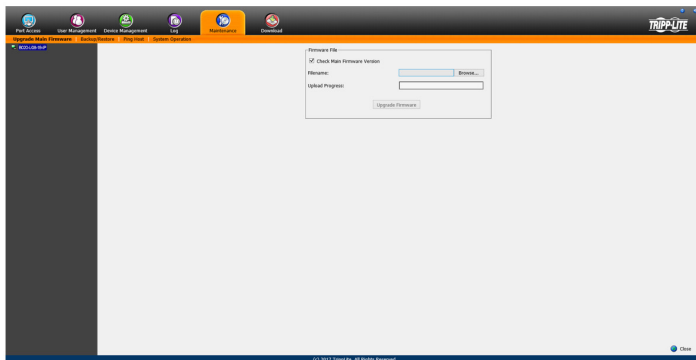 Port Access User Management Device Management Log Maintenance Download
TRIPP·LITE
Upgrade Main Firmware Backup/Restore Ping Host System Operation
Firmware File
Check Main Firmware Version
Filename: Browse...
Upload Progress:
Upgrade Firmware
Close
(c) 2017 Tripp Lite. All Rights Reserved.